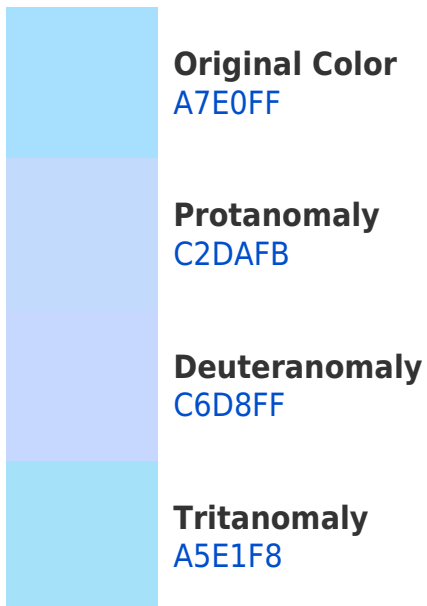 Original Color
A7E0FF
Protanomaly
C2DAFB
Deuteranomaly
C6D8FF
Tritanomaly
A5E1F8